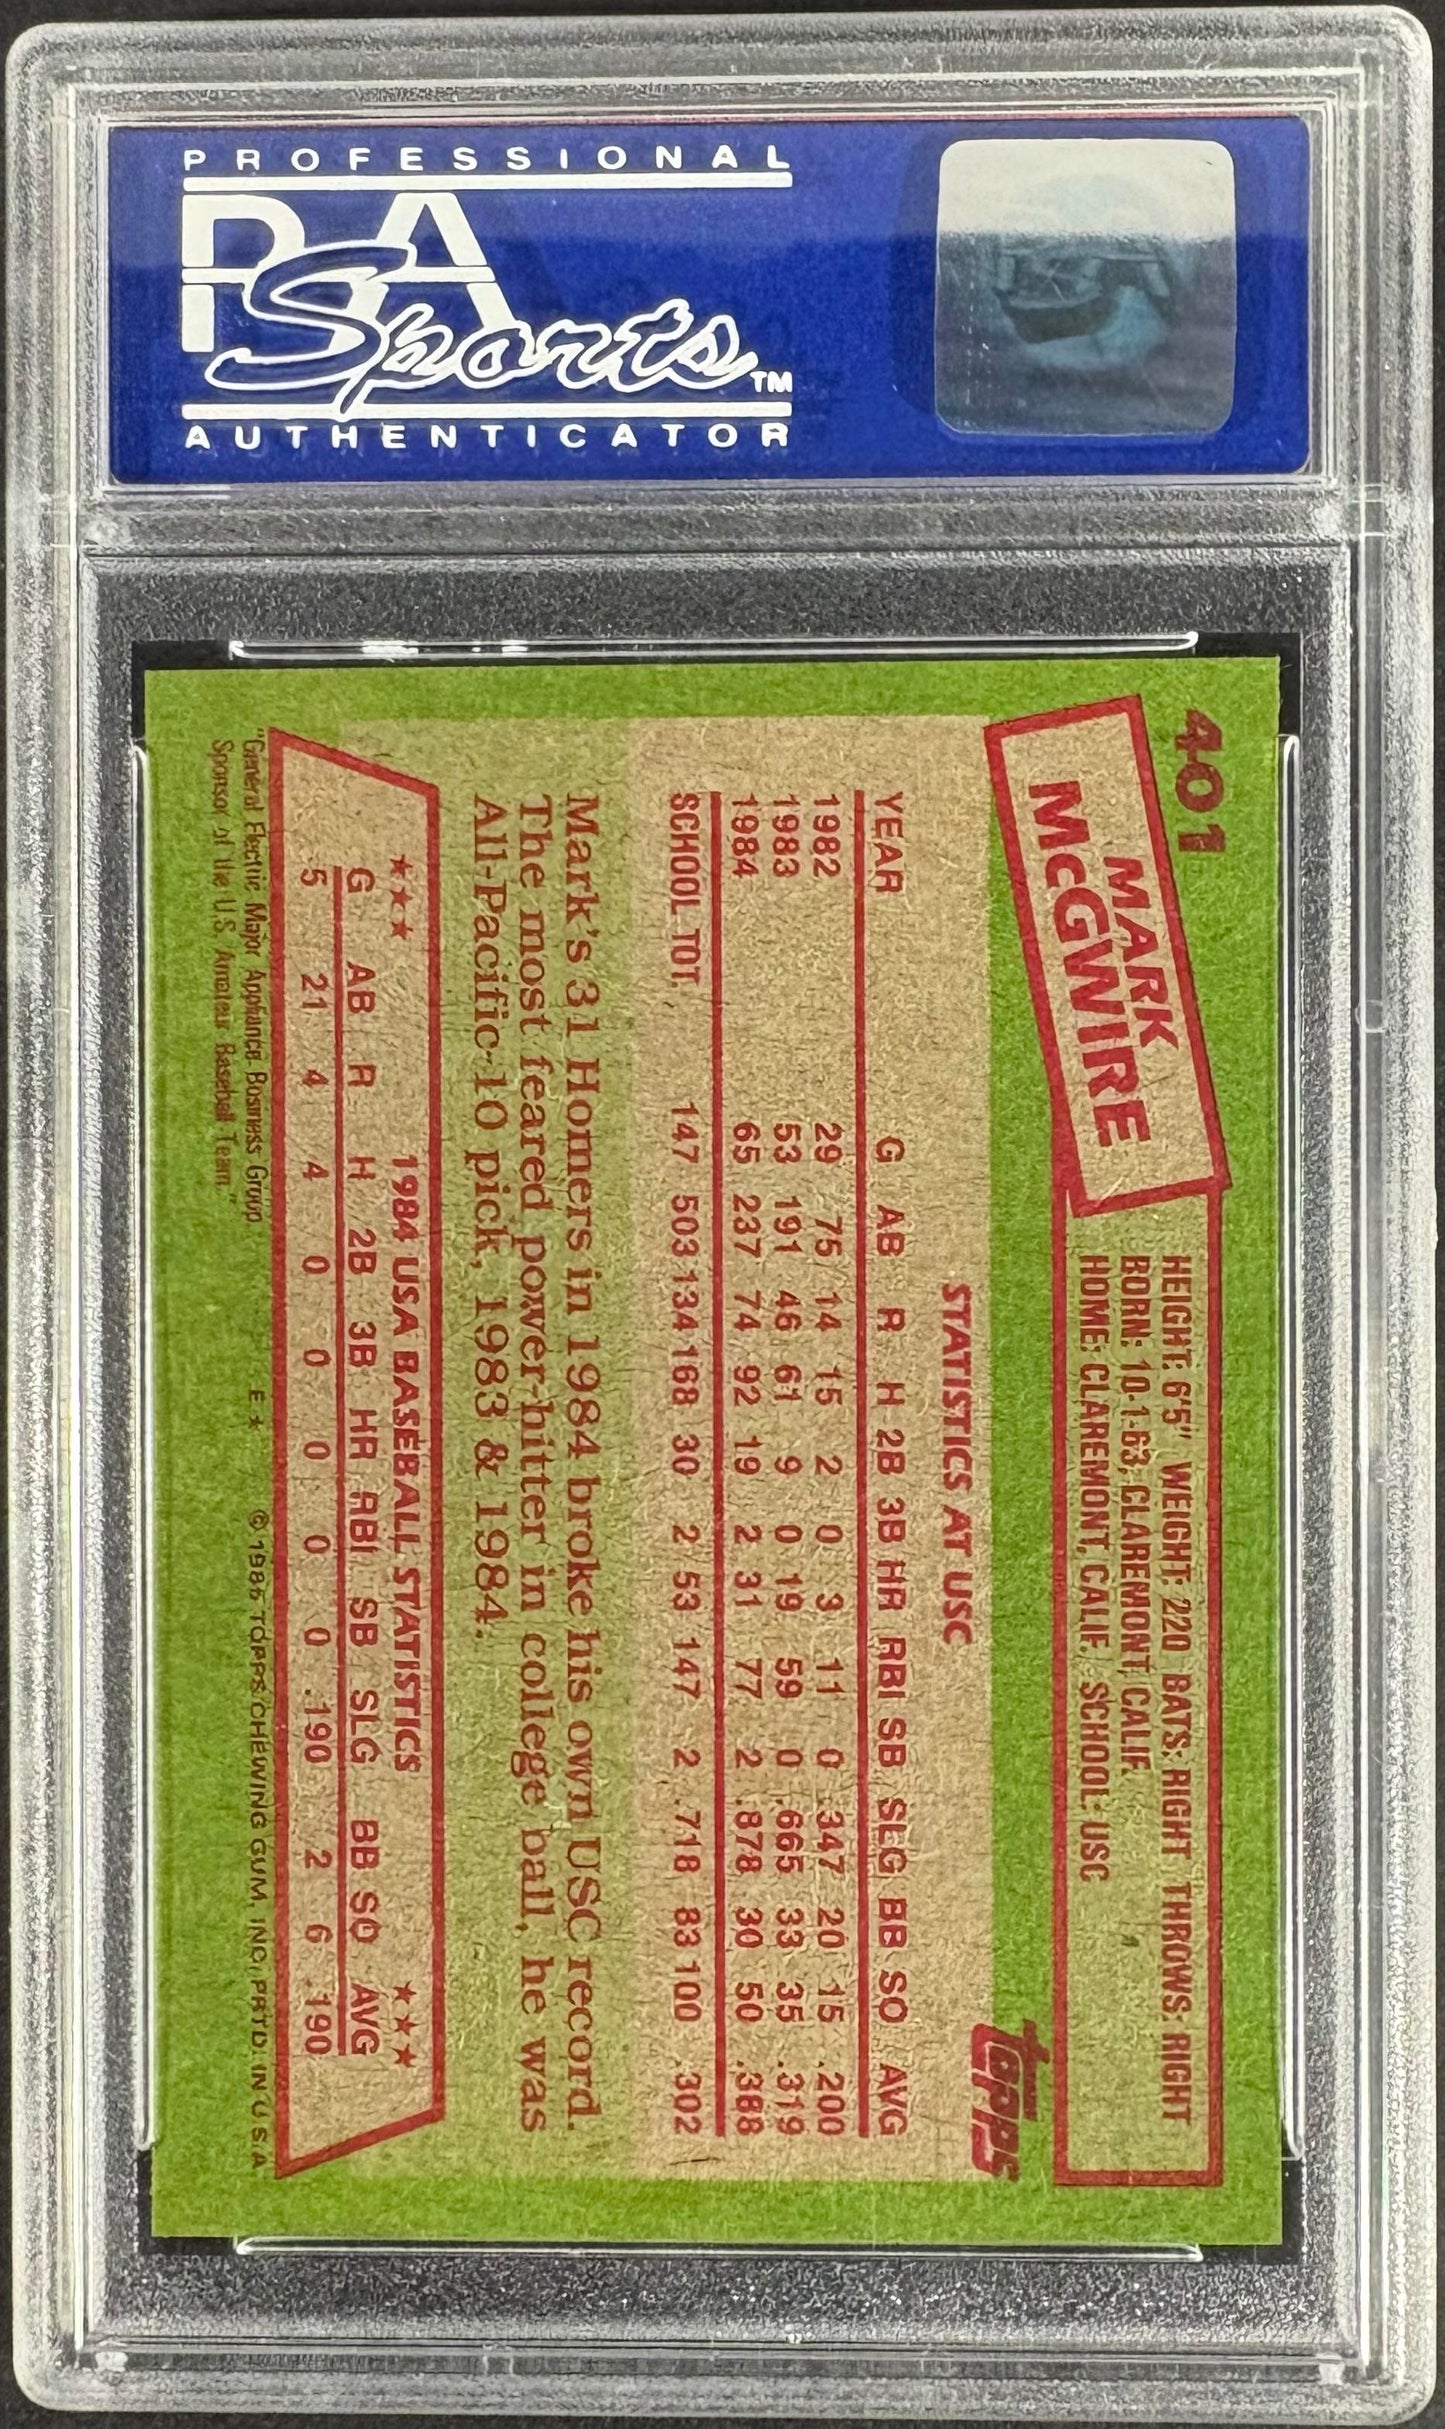 PROFESSIONAL
PSA
Sports™
AUTHENTICATOR
401
MARK
McGWIRE
HEIGHT: 6'5" WEIGHT: 220 BATS: RIGHT THROWS: RIGHT
BORN: 10-1-63, CLAREMONT, CALIF.
HOME: CLAREMONT, CALIF. SCHOOL: USC
Topps
STATISTICS AT USC
YEAR G AB R H 2B 3B HR RBI SB SLG BB SO AVG
1982 29 75 14 15 2 0 3 11 0 .347 20 15 .200
1983 53 191 46 61 9 0 19 59 0 .665 33 35 .319
1984 65 237 74 92 19 2 31 77 2 .878 30 50 .388
SCHOOL TOT. 147 503 134 168 30 2 53 147 2 .718 83 100 .302
Mark's 31 Homers in 1984 broke his own USC record.
The most feared power-hitter in college ball, he was
All-Pacific-10 pick, 1983 & 1984.
★★★ 1984 USA BASEBALL STATISTICS ★★★
G AB R H 2B 3B HR RBI SB SLG BB SO AVG
5 21 4 4 0 0 0 0 0 .190 2 6 .190
"General Electric Major Appliance Business Group
Sponsor of the U.S. Amateur Baseball Team."
E* © 1985 TOPPS CHEWING GUM, INC. PRTD. IN U.S.A.